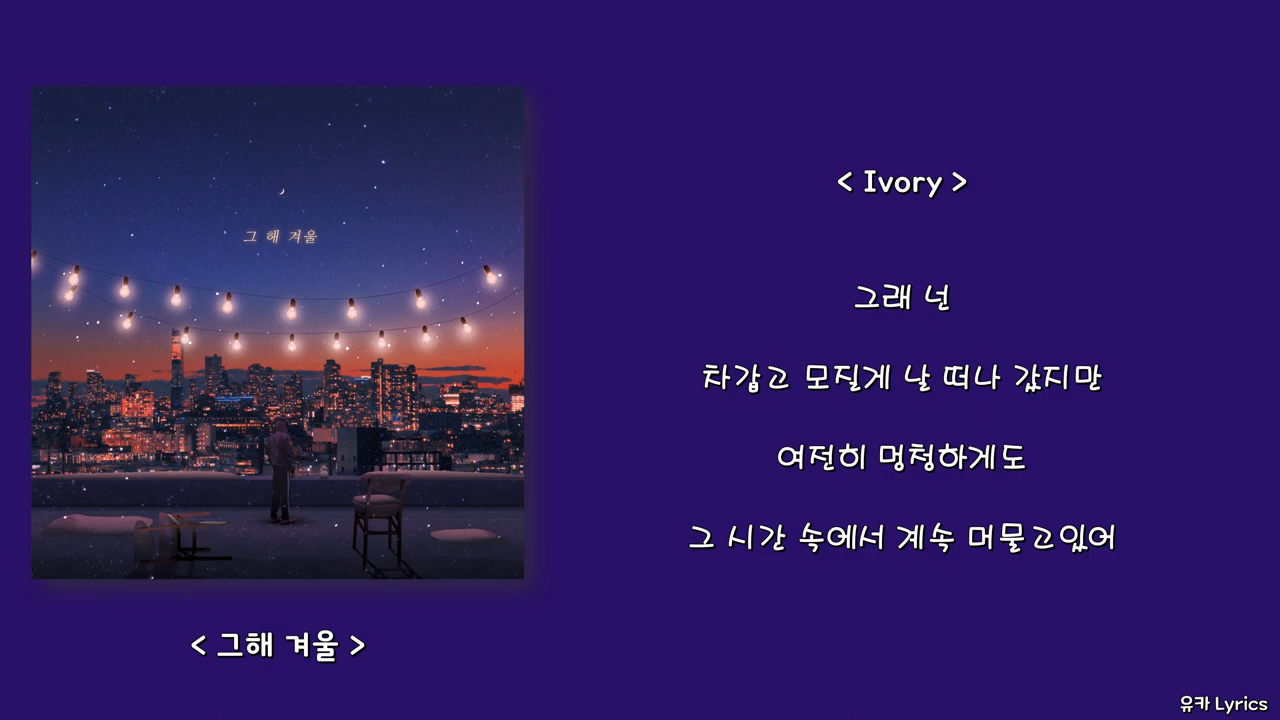 그 해 겨울
< 그해 겨울 >
< Ivory >
그래 넌
차갑고 모질게 날 떠나 갔지만
여전히 멍청하게도
그 시간 속에서 계속 머물고있어
유카 Lyrics